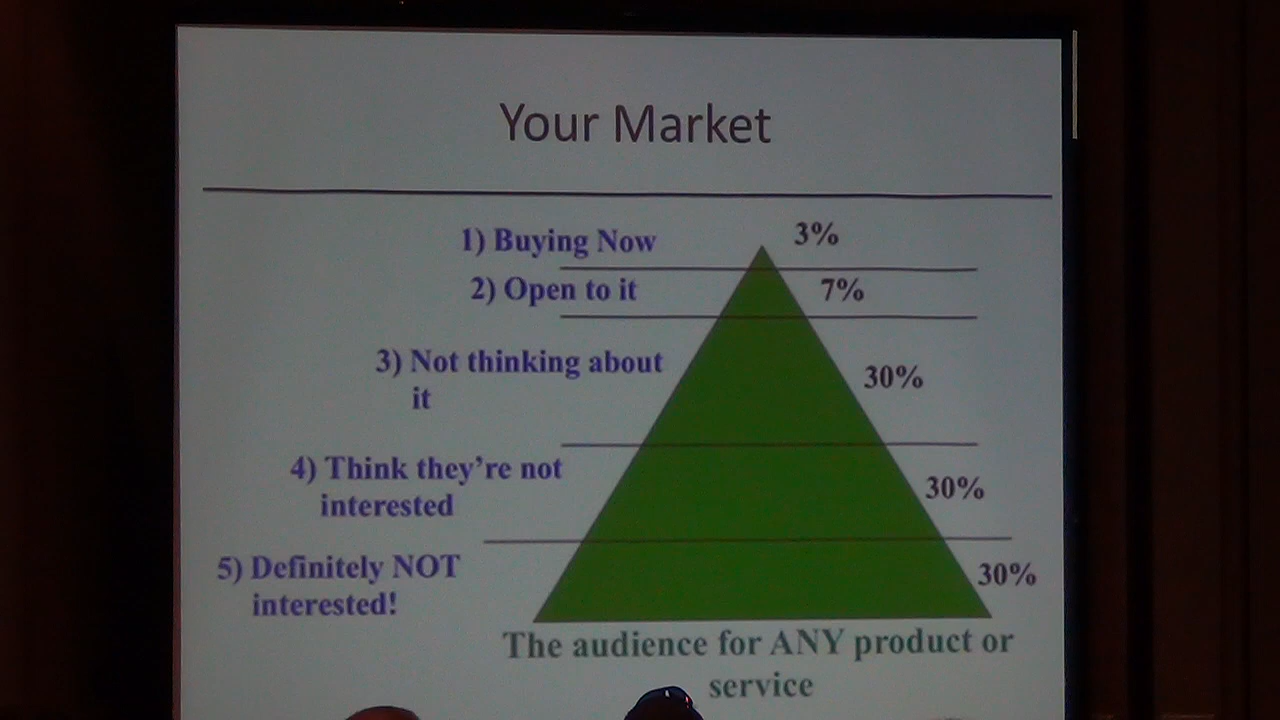 Your Market
1) Buying Now
3%
2) Open to it
7%
3) Not thinking about
it
30%
4) Think they're not
interested
30%
5) Definitely NOT
interested!
30%
The audience for ANY product or
service